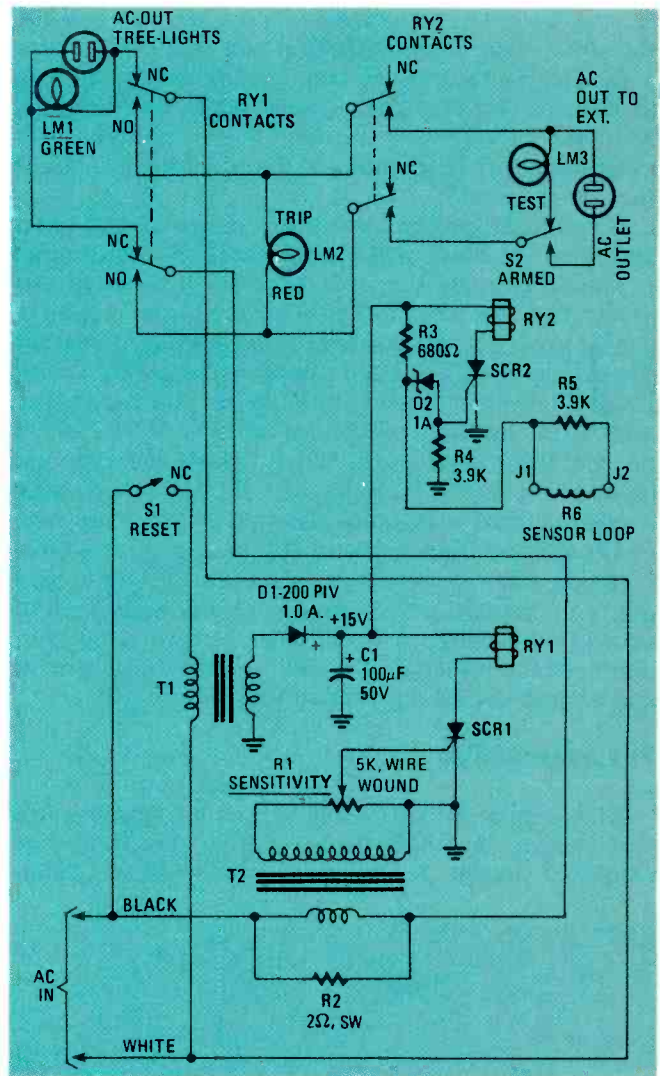 AC-OUT
TREE-LIGHTS
NC
LM1
GREEN
NO
RY1
CONTACTS
RY2
CONTACTS
NC
AC
OUT TO
EXT.
NC
LM3
TEST
AC
OUTLET
S2
ARMED
NC
NO
TRIP
LM2
RED
RY2
R3
680Ω
SCR2
D2
1A
R4
3.9K
R5
3.9K
J1
J2
R6
SENSOR LOOP
NC
S1
RESET
D1-200 PIV
1.0 A.
+15V
+
+
C1
100µF
50V
RY1
T1
SCR1
R1
SENSITIVITY
5K, WIRE
WOUND
T2
BLACK
AC
IN
R2
2Ω, SW
WHITE